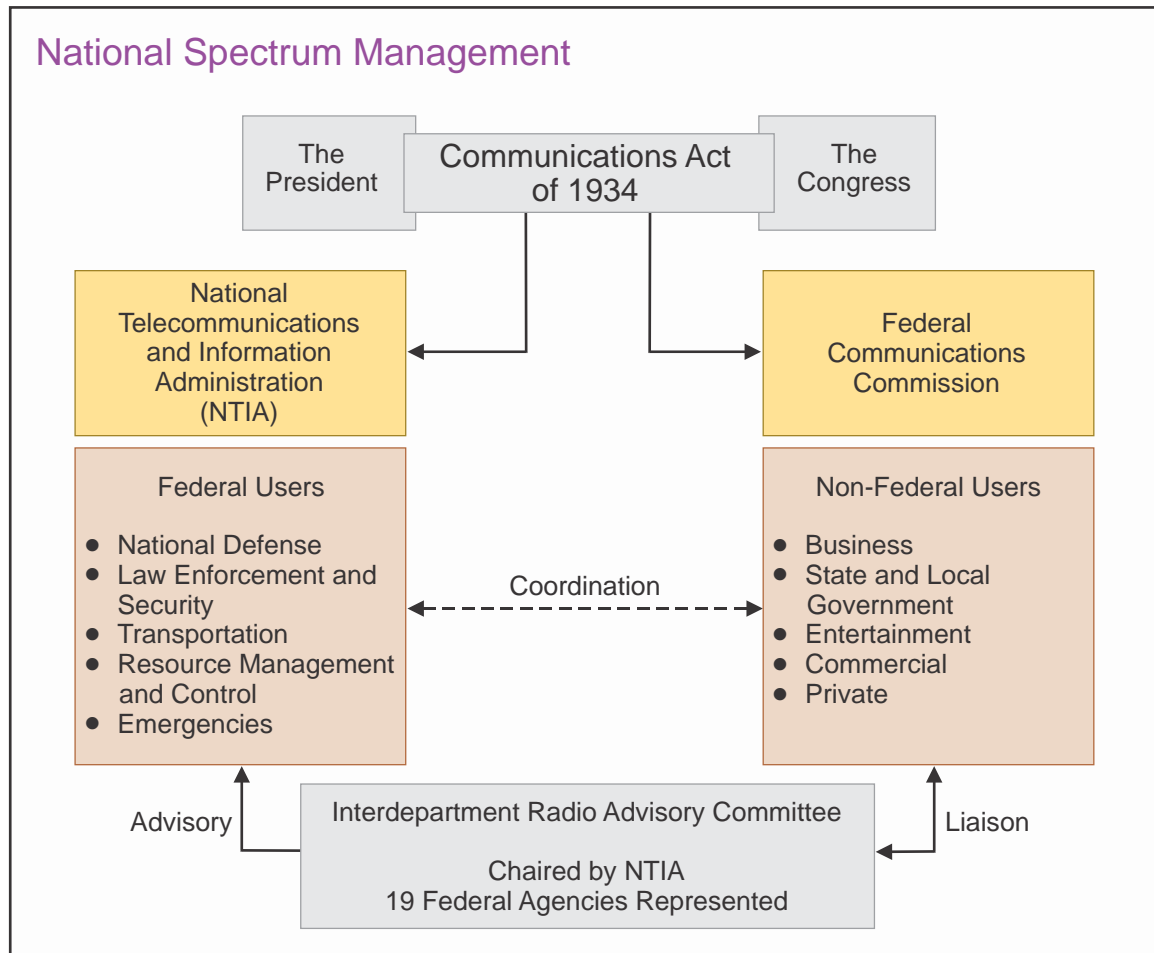 National Spectrum Management
The
President
Communications Act
of 1934
The
Congress
National
Telecommunications
and Information
Administration
(NTIA)
Federal
Communications
Commission
Federal Users
● National Defense
● Law Enforcement and
Security
● Transportation
● Resource Management
and Control
● Emergencies
Coordination
Non-Federal Users
● Business
● State and Local
Government
● Entertainment
● Commercial
● Private
Advisory
Interdepartment Radio Advisory Committee
Chaired by NTIA
19 Federal Agencies Represented
Liaison